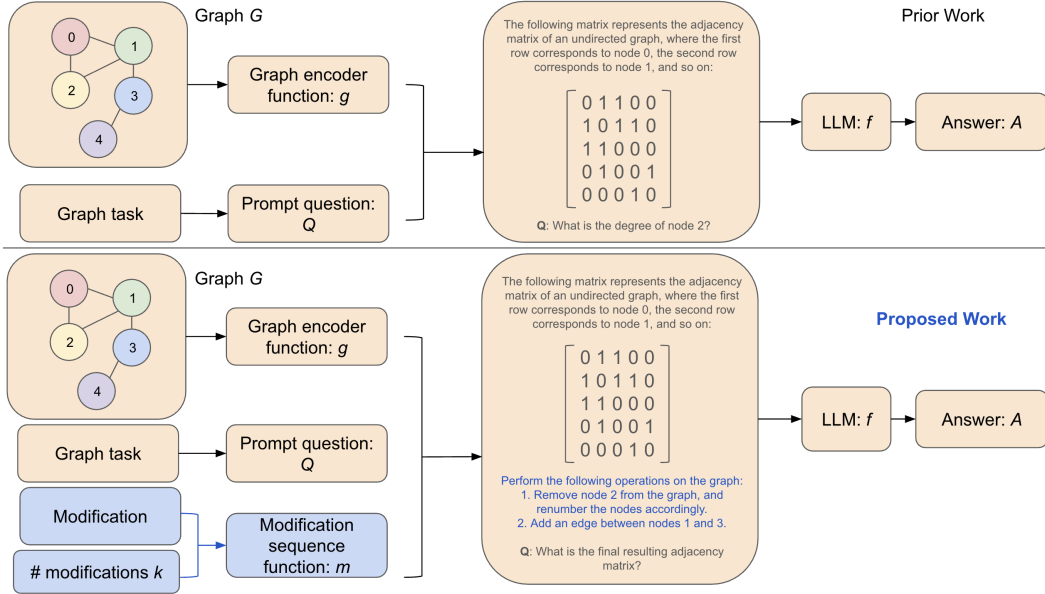 Graph G
Prior Work
0
1
2
3
4
Graph encoder
function: g
Graph task
Prompt question:
Q
The following matrix represents the adjacency
matrix of an undirected graph, where the first
row corresponds to node 0, the second row
corresponds to node 1, and so on:
0 1 1 0 0
1 0 1 1 0
1 1 0 0 0
0 1 0 0 1
0 0 0 1 0
Q: What is the degree of node 2?
LLM: f
Answer: A
Graph G
Proposed Work
0
1
2
3
4
Graph encoder
function: g
Graph task
Prompt question:
Q
Modification
# modifications k
Modification
sequence
function: m
The following matrix represents the adjacency
matrix of an undirected graph, where the first
row corresponds to node 0, the second row
corresponds to node 1, and so on:
0 1 1 0 0
1 0 1 1 0
1 1 0 0 0
0 1 0 0 1
0 0 0 1 0
Perform the following operations on the graph:
1. Remove node 2 from the graph, and
renumber the nodes accordingly.
2. Add an edge between nodes 1 and 3.
Q: What is the final resulting adjacency
matrix?
LLM: f
Answer: A